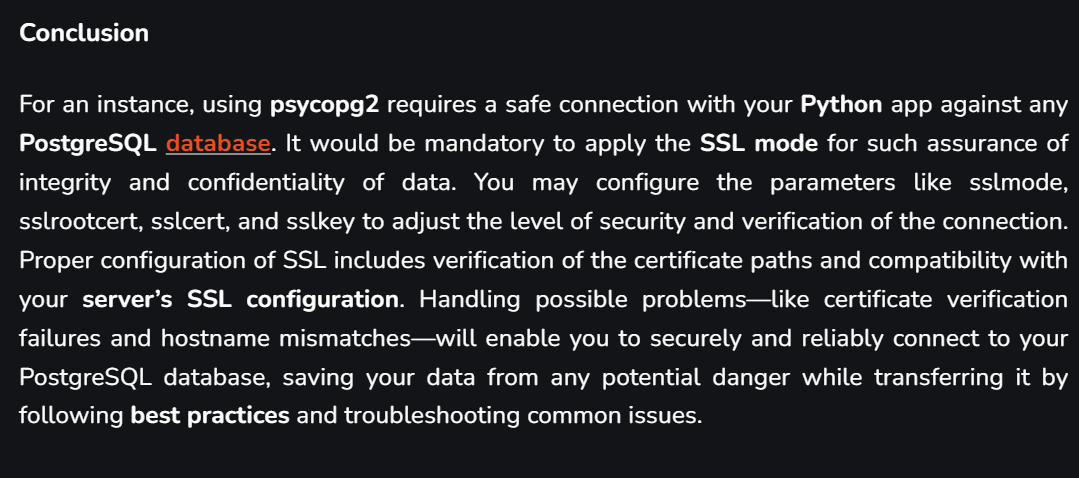 Conclusion
For an instance, using psycopg2 requires a safe connection with your Python app against any
PostgreSQL database. It would be mandatory to apply the SSL mode for such assurance of
integrity and confidentiality of data. You may configure the parameters like sslmode,
sslrootcert, sslcert, and sslkey to adjust the level of security and verification of the connection.
Proper configuration of SSL includes verification of the certificate paths and compatibility with
your server’s SSL configuration. Handling possible problems—like certificate verification
failures and hostname mismatches—will enable you to securely and reliably connect to your
PostgreSQL database, saving your data from any potential danger while transferring it by
following best practices and troubleshooting common issues.